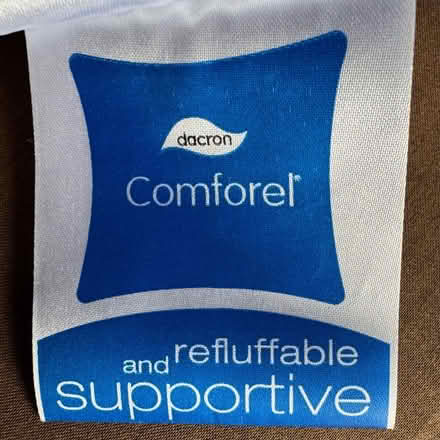 dacron
Comforel®
refluffable
and
supportive